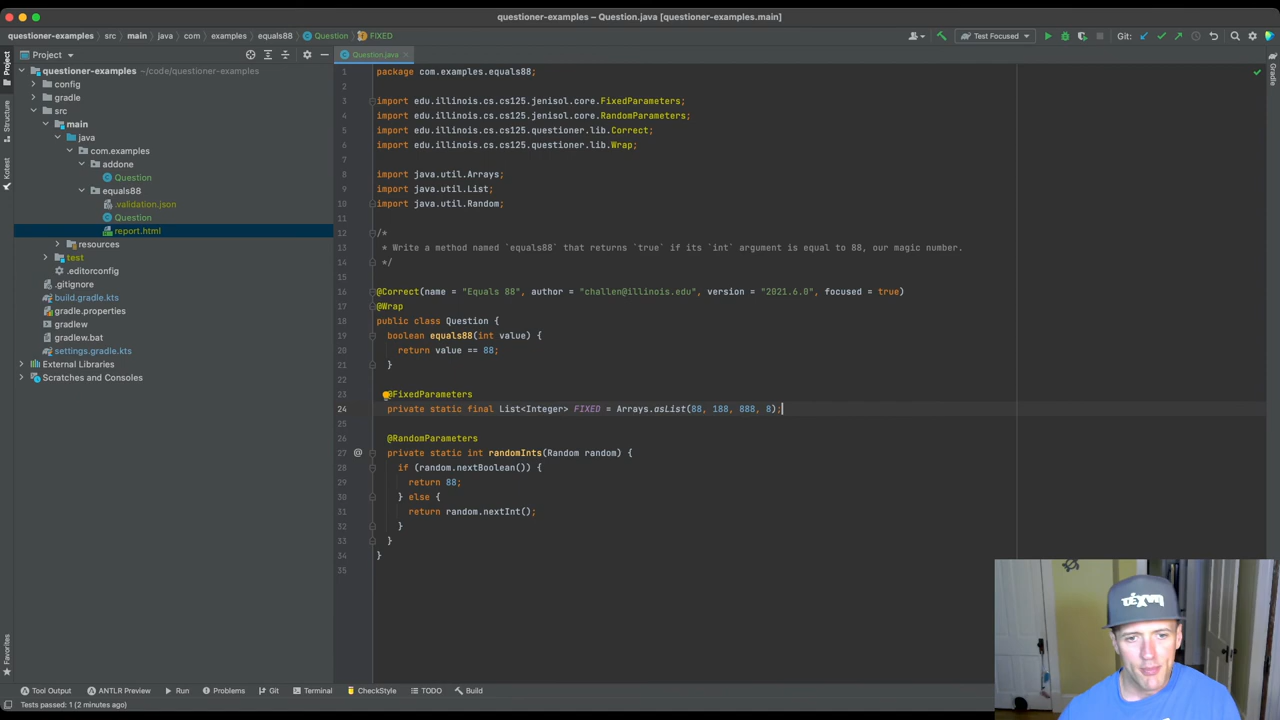 questioner-examples – Question.java [questioner-examples.main]
questioner-examples › src › main › java › com › examples › equals88 › Question › FIXED
Test Focused
Git:
Project
questioner-examples ~/code/questioner-examples
config
gradle
src
main
java
com.examples
addone
Question
equals88
.validation.json
Question
report.html
resources
test
.editorconfig
.gitignore
build.gradle.kts
gradle.properties
gradlew
gradlew.bat
settings.gradle.kts
External Libraries
Scratches and Consoles
Project
Structure
Kotest
Favorites
Question.java
1 package com.examples.equals88;
2
3 import edu.illinois.cs.cs125.jenisol.core.FixedParameters;
4 import edu.illinois.cs.cs125.jenisol.core.RandomParameters;
5 import edu.illinois.cs.cs125.questioner.lib.Correct;
6 import edu.illinois.cs.cs125.questioner.lib.Wrap;
7
8 import java.util.Arrays;
9 import java.util.List;
10 import java.util.Random;
11
12 /*
13  * Write a method named `equals88` that returns `true` if its `int` argument is equal to 88, our magic number.
14  */
15
16 @Correct(name = "Equals 88", author = "challen@illinois.edu", version = "2021.6.0", focused = true)
17 @Wrap
18 public class Question {
19 boolean equals88(int value) {
20 return value == 88;
21 }
22
23 @FixedParameters
24 private static final List<Integer> FIXED = Arrays.asList(88, 188, 888, 8);
25
26 @RandomParameters
27 private static int randomInts(Random random) {
28 if (random.nextBoolean()) {
29 return 88;
30 } else {
31 return random.nextInt();
32 }
33 }
34 }
35
Gradle
Tool Output
ANTLR Preview
Run
Problems
Git
Terminal
CheckStyle
TODO
Build
Tests passed: 1 (2 minutes ago)